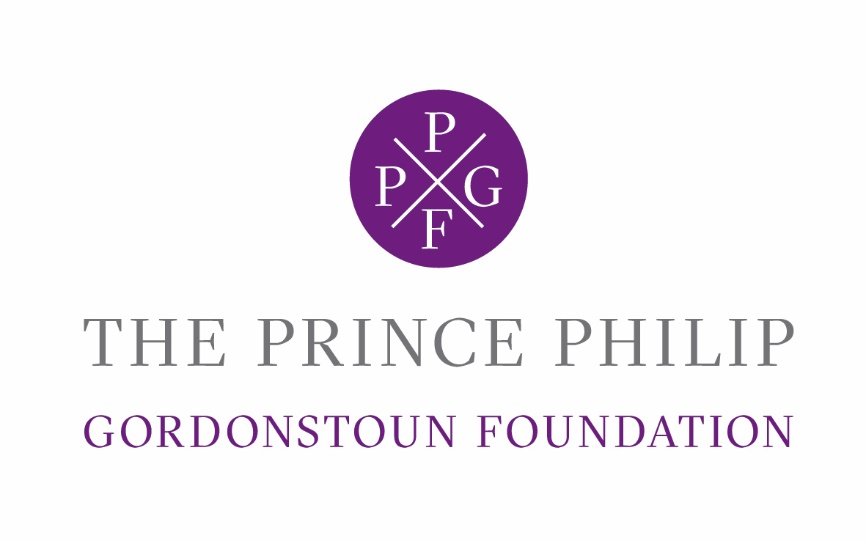 P
P G
F
THE PRINCE PHILIP
GORDONSTOUN FOUNDATION